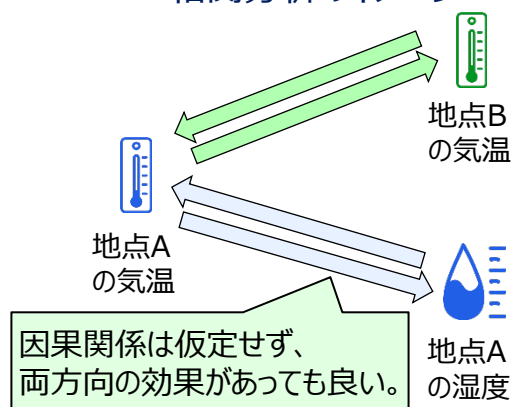 地点B
の気温
地点A
の気温
因果関係は仮定せず、
両方向の効果があっても良い。
地点A
の湿度